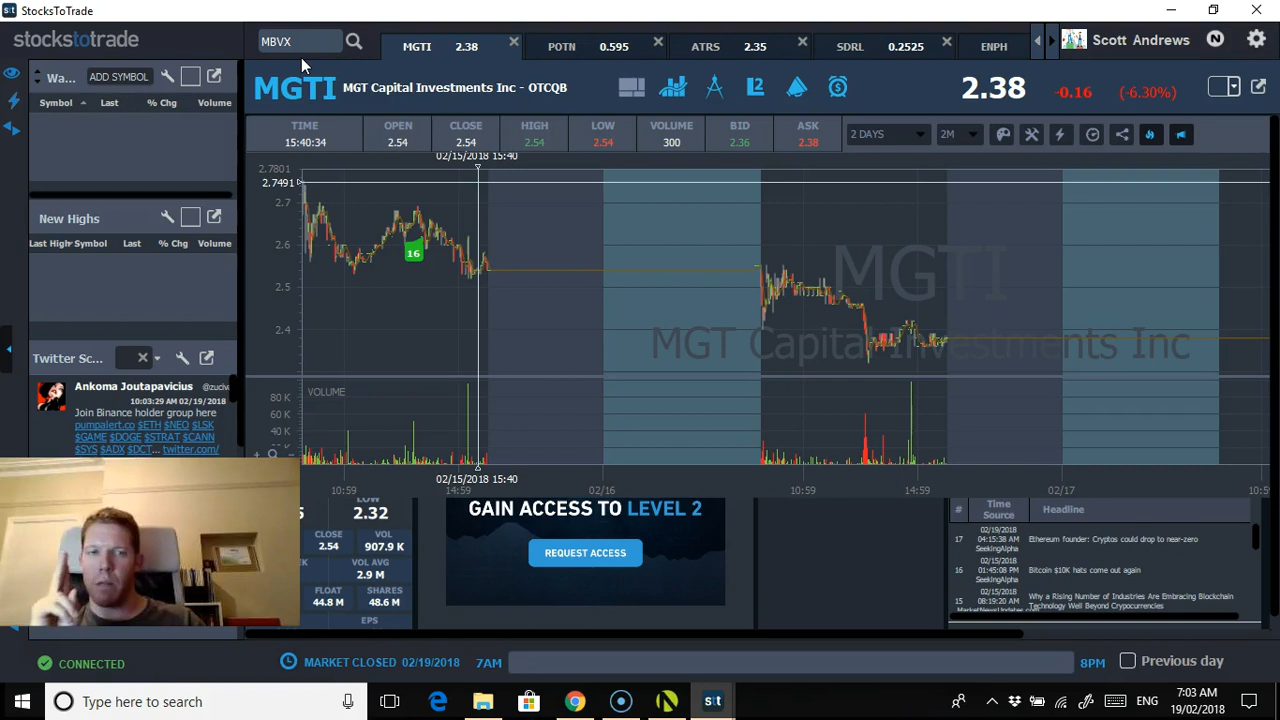 StocksToTrade
stockstotrade
MBVX
MGTI 2.38
POTN 0.595
ATRS 2.35
SDRL 0.2525
ENPH
Scott Andrews
N
Wa...
ADD SYMBOL
Symbol Last % Chg Volume
MGTI
MGT Capital Investments Inc - OTCQB
L2
2.38 -0.16 (-6.30%)
TIME OPEN CLOSE HIGH LOW VOLUME BID ASK
15:40:34 2.54 2.54 2.54 2.54 300 2.36 2.38
2 DAYS
2M
02/15/2018 15:40
2.7801
2.7491
2.7
2.6
2.5
2.4
16
MGTI
MGT Capital Investments Inc
New Highs
Last High Symbol Last % Chg Volume
Twitter Sc...
Ankoma Joutapavicius @zuciva
10:03:29 AM 02/19/2018
Join Binance holder group here
pumpalert.co $ETH $NEO $LSK
$GAME $DOGE $STRAT $CANN
$SYS $ADX $DCT... twitter.com/
VOLUME
80 K
60 K
40 K
02/15/2018 15:40
10:59 14:59 02/16 10:59 14:59 02/17
LOW
2.32
CLOSE VOL
2.54 907.9 K
VOL AVG
2.9 M
FLOAT SHARES
44.8 M 48.6 M
EPS
GAIN ACCESS TO LEVEL 2
REQUEST ACCESS
# Time Source Headline
02/19/2018
17 04:15:38 AM Ethereum founder: Cryptos could drop to near-zero
SeekingAlpha
02/15/2018
16 01:45:08 PM Bitcoin $10K hats come out again
SeekingAlpha
02/15/2018
15 08:19:20 AM Why a Rising Number of Industries Are Embracing Blockchain
MarketNewsUpdates.com Technology Well Beyond Crypocurrencies
CONNECTED
MARKET CLOSED 02/19/2018
7AM
8PM
Previous day
Type here to search
stt
ENG
7:03 AM
19/02/2018